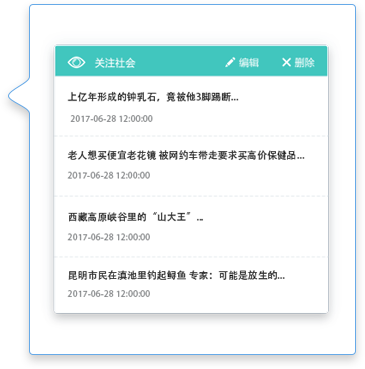 关注社会
编辑
删除
上亿年形成的钟乳石，竟被他3脚踢断...
2017-06-28 12:00:00
老人想买便宜老花镜 被网约车带走要求买高价保健品...
2017-06-28 12:00:00
西藏高原峡谷里的“山大王”...
2017-06-28 12:00:00
昆明市民在滇池里钓起鲟鱼 专家：可能是放生的...
2017-06-28 12:00:00